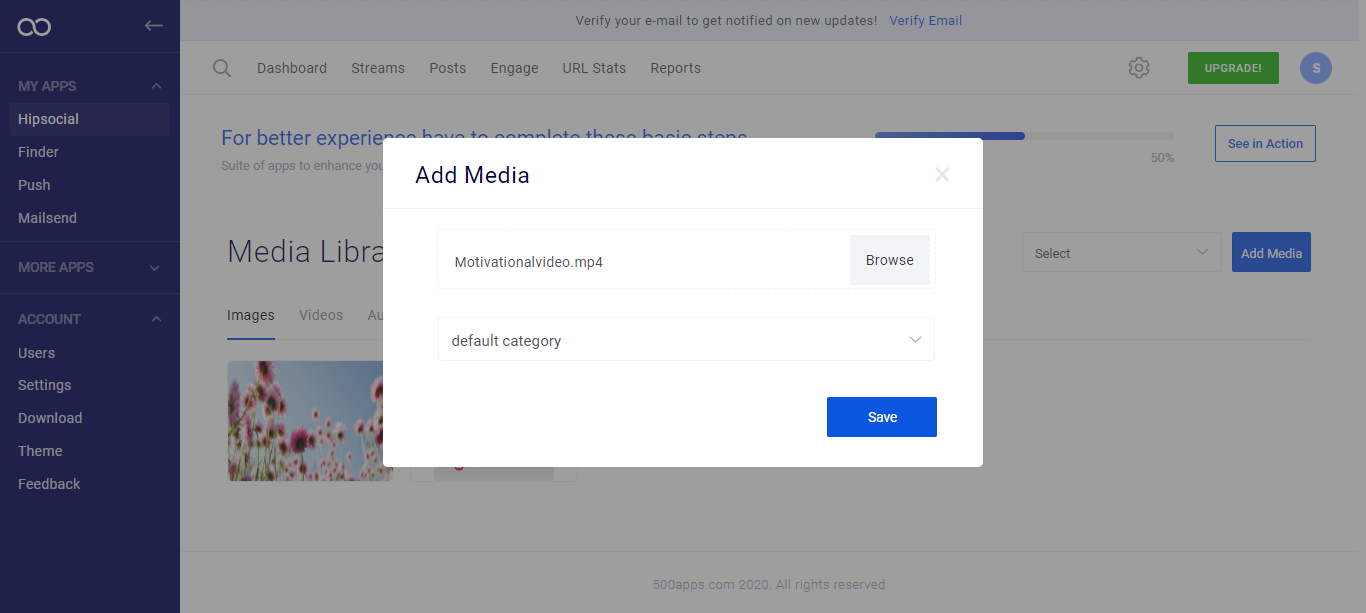 Verify your e-mail to get notified on new updates! Verify Email
MY APPS
Hipsocial
Finder
Push
Mailsend
MORE APPS
ACCOUNT
Users
Settings
Download
Theme
Feedback
Dashboard Streams Posts Engage URL Stats Reports UPGRADE! S
For better experience have to complete these basic steps
Suite of apps to enhance you
50%
See in Action
Media Libra
Select
Add Media
Images Videos Au
Add Media
Motivationalvideo.mp4
Browse
default category
Save
500apps.com 2020. All rights reserved